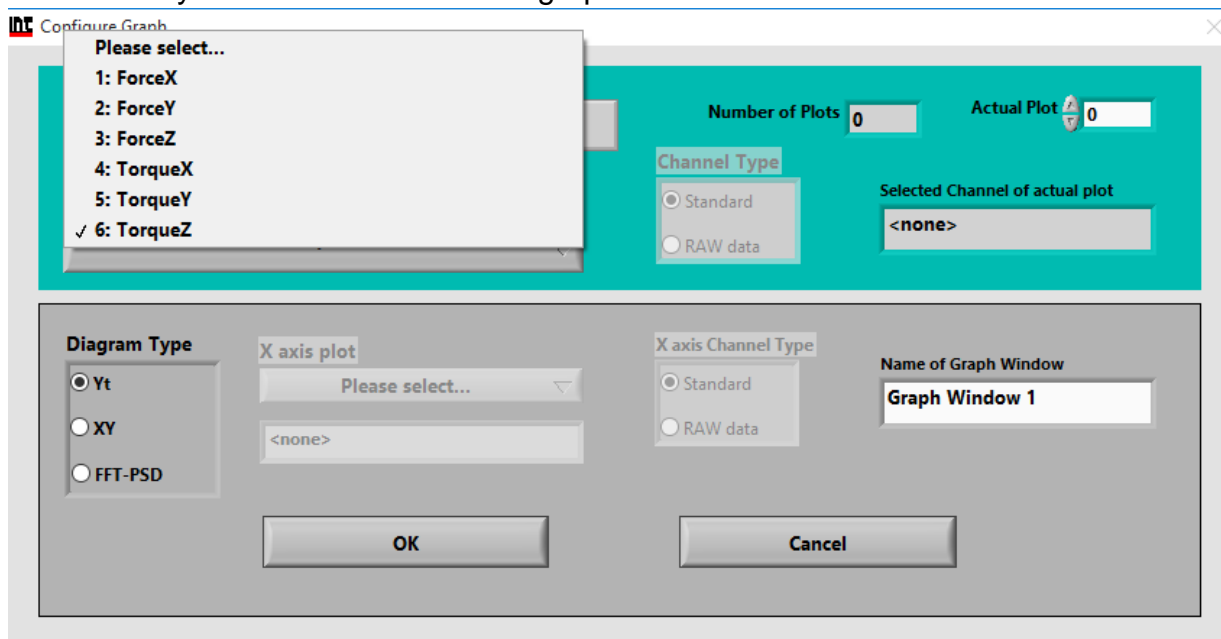 Configure Graph
Please select...
1: ForceX
2: ForceY
3: ForceZ
4: TorqueX
5: TorqueY
✓ 6: TorqueZ
Number of Plots 0
Actual Plot 0
Channel Type
Standard
RAW data
Selected Channel of actual plot
<none>
Diagram Type
Yt
XY
FFT-PSD
X axis plot
Please select...
<none>
X axis Channel Type
Standard
RAW data
Name of Graph Window
Graph Window 1
OK
Cancel